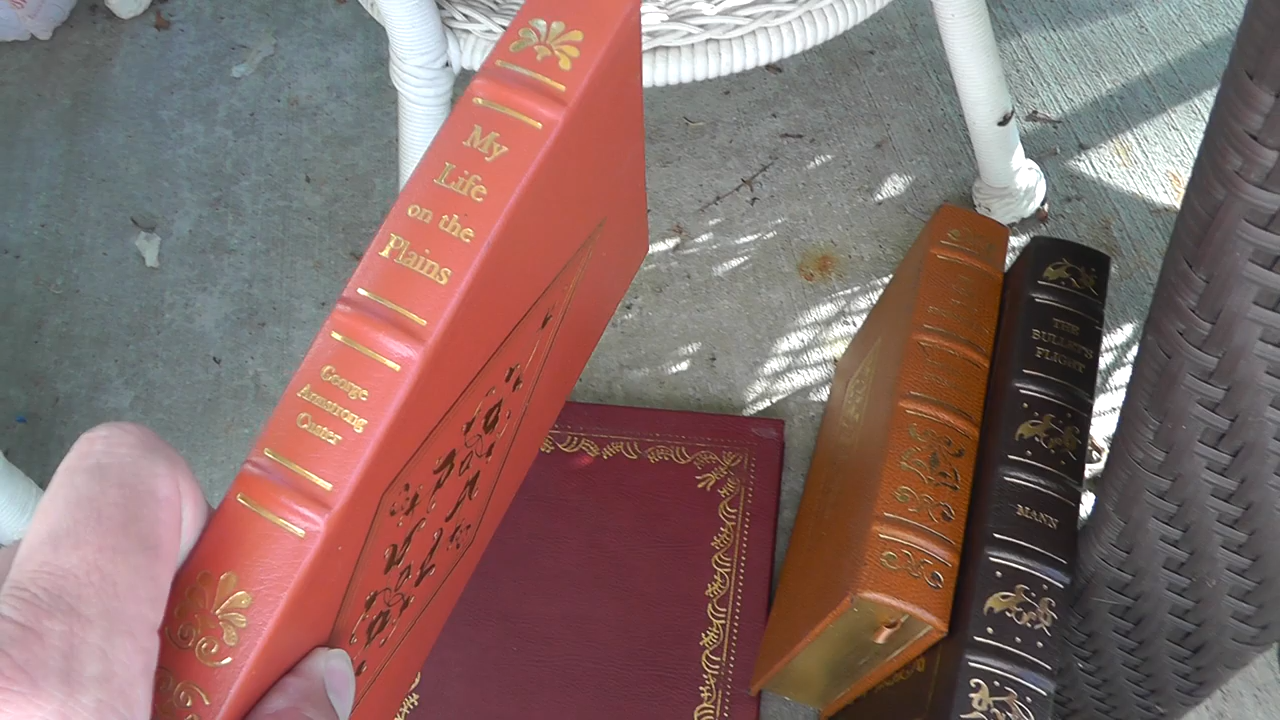 My
Life
on the
Plains
George
Armstrong
Custer
THE
BULLET'S
FLIGHT
MANN